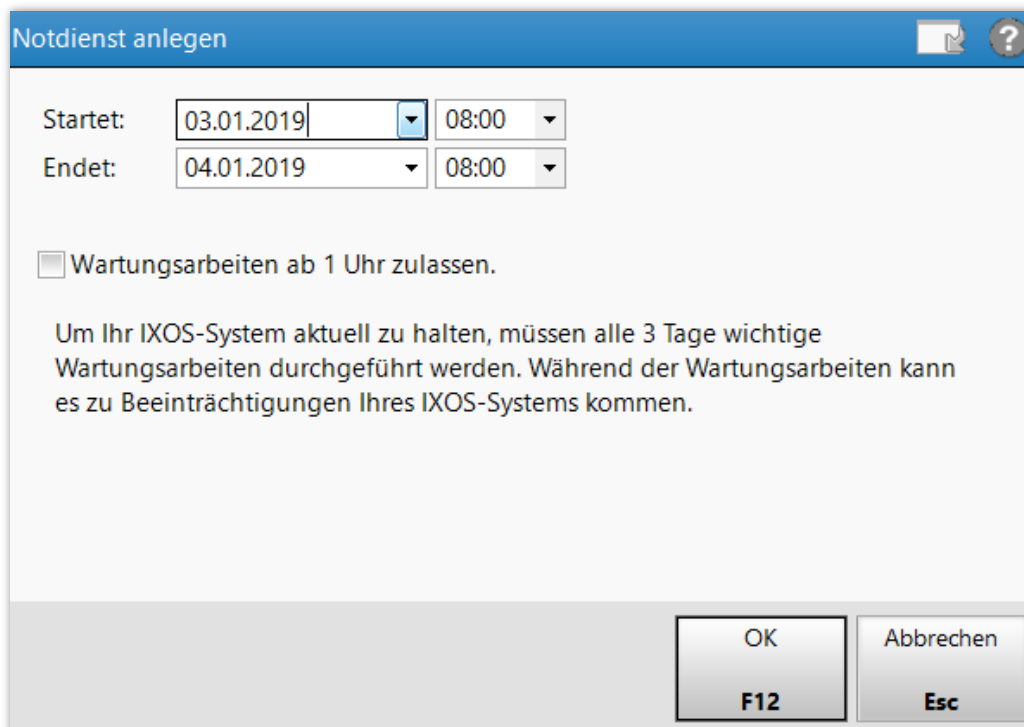 Notdienst anlegen
?
Startet: 03.01.2019 08:00
Endet: 04.01.2019 08:00
Wartungsarbeiten ab 1 Uhr zulassen.
Um Ihr IXOS-System aktuell zu halten, müssen alle 3 Tage wichtige
Wartungsarbeiten durchgeführt werden. Während der Wartungsarbeiten kann
es zu Beeinträchtigungen Ihres IXOS-Systems kommen.
OK Abbrechen
F12 Esc